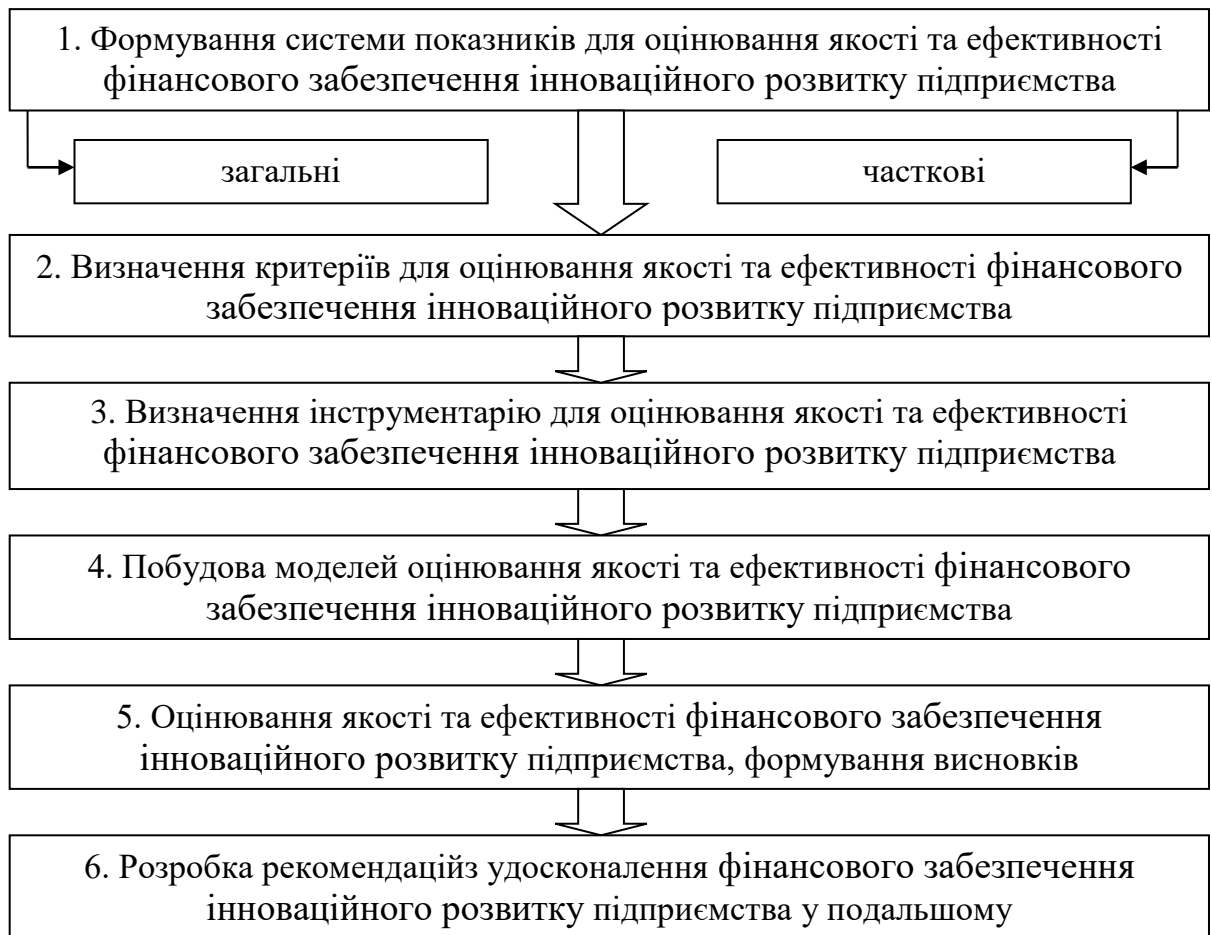 1. Формування системи показників для оцінювання якості та ефективності
фінансового забезпечення інноваційного розвитку підприємства
загальні
часткові
2. Визначення критеріїв для оцінювання якості та ефективності фінансового
забезпечення інноваційного розвитку підприємства
3. Визначення інструментарію для оцінювання якості та ефективності
фінансового забезпечення інноваційного розвитку підприємства
4. Побудова моделей оцінювання якості та ефективності фінансового
забезпечення інноваційного розвитку підприємства
5. Оцінювання якості та ефективності фінансового забезпечення
інноваційного розвитку підприємства, формування висновків
6. Розробка рекомендаційз удосконалення фінансового забезпечення
інноваційного розвитку підприємства у подальшому